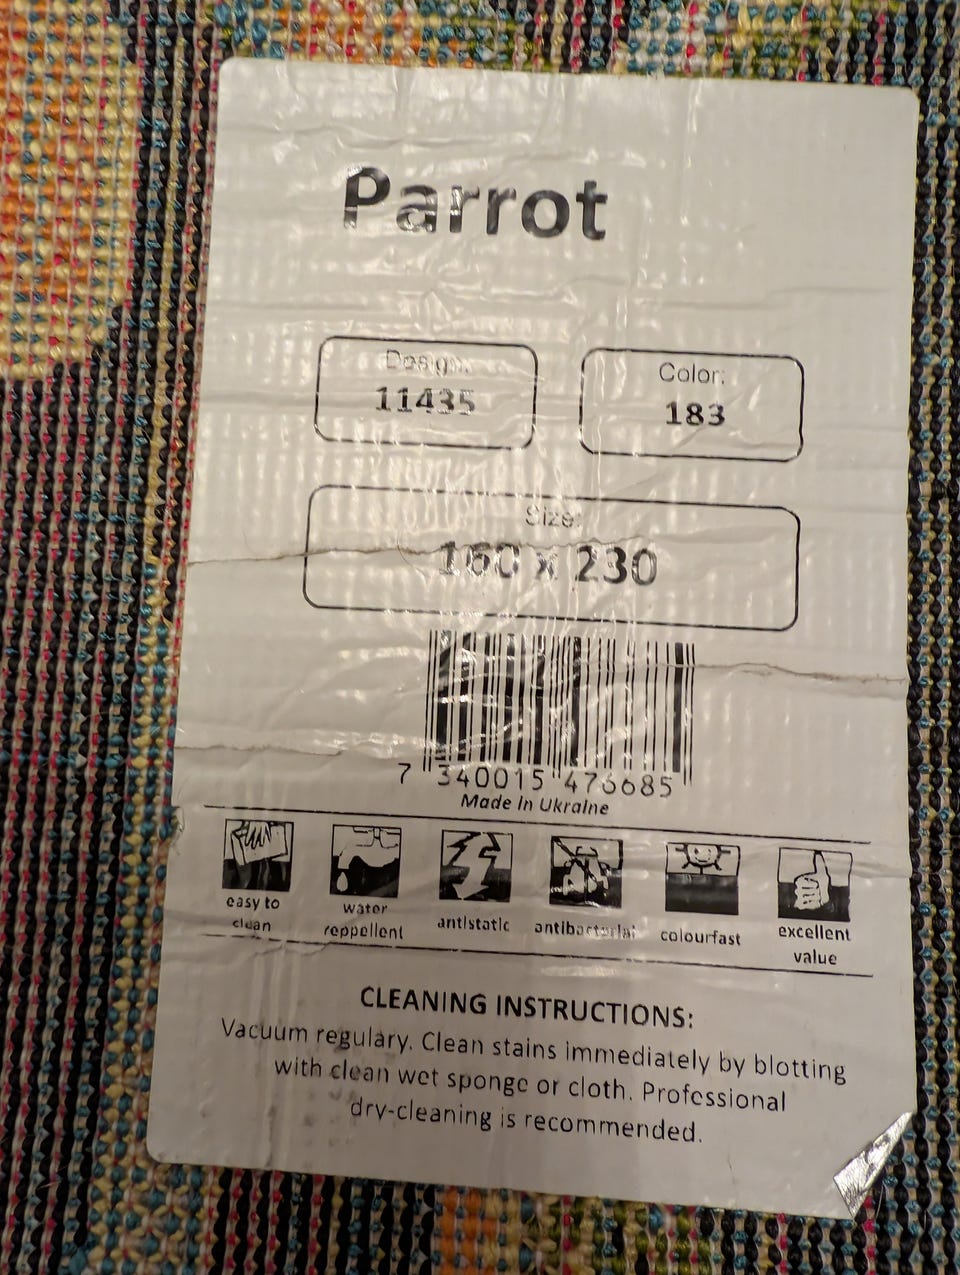 Parrot
Design:
11435
Color:
183
Size:
160 x 230
7 340015 476685
Made in Ukraine
easy to
clean
water
reppellent
antistatic
antibacterial
colourfast
excellent
value
CLEANING INSTRUCTIONS:
Vacuum regulary. Clean stains immediately by blotting
with clean wet sponge or cloth. Professional
dry-cleaning is recommended.